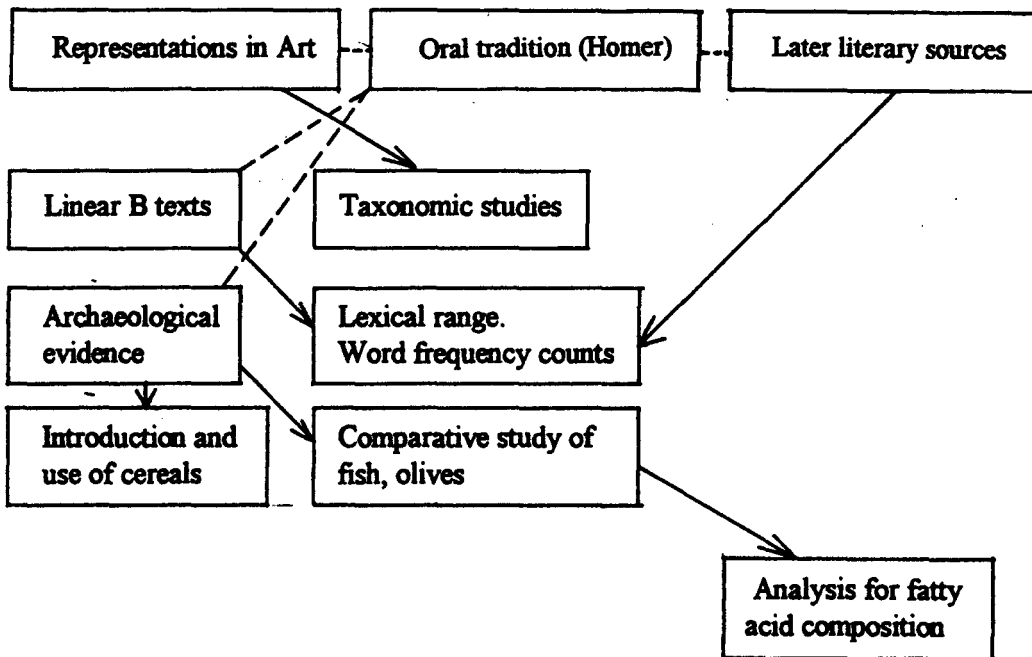 Representations in Art
Oral tradition (Homer)
Later literary sources
Linear B texts
Taxonomic studies
Archaeological
evidence
Lexical range.
Word frequency counts
Introduction and
use of cereals
Comparative study of
fish, olives
Analysis for fatty
acid composition